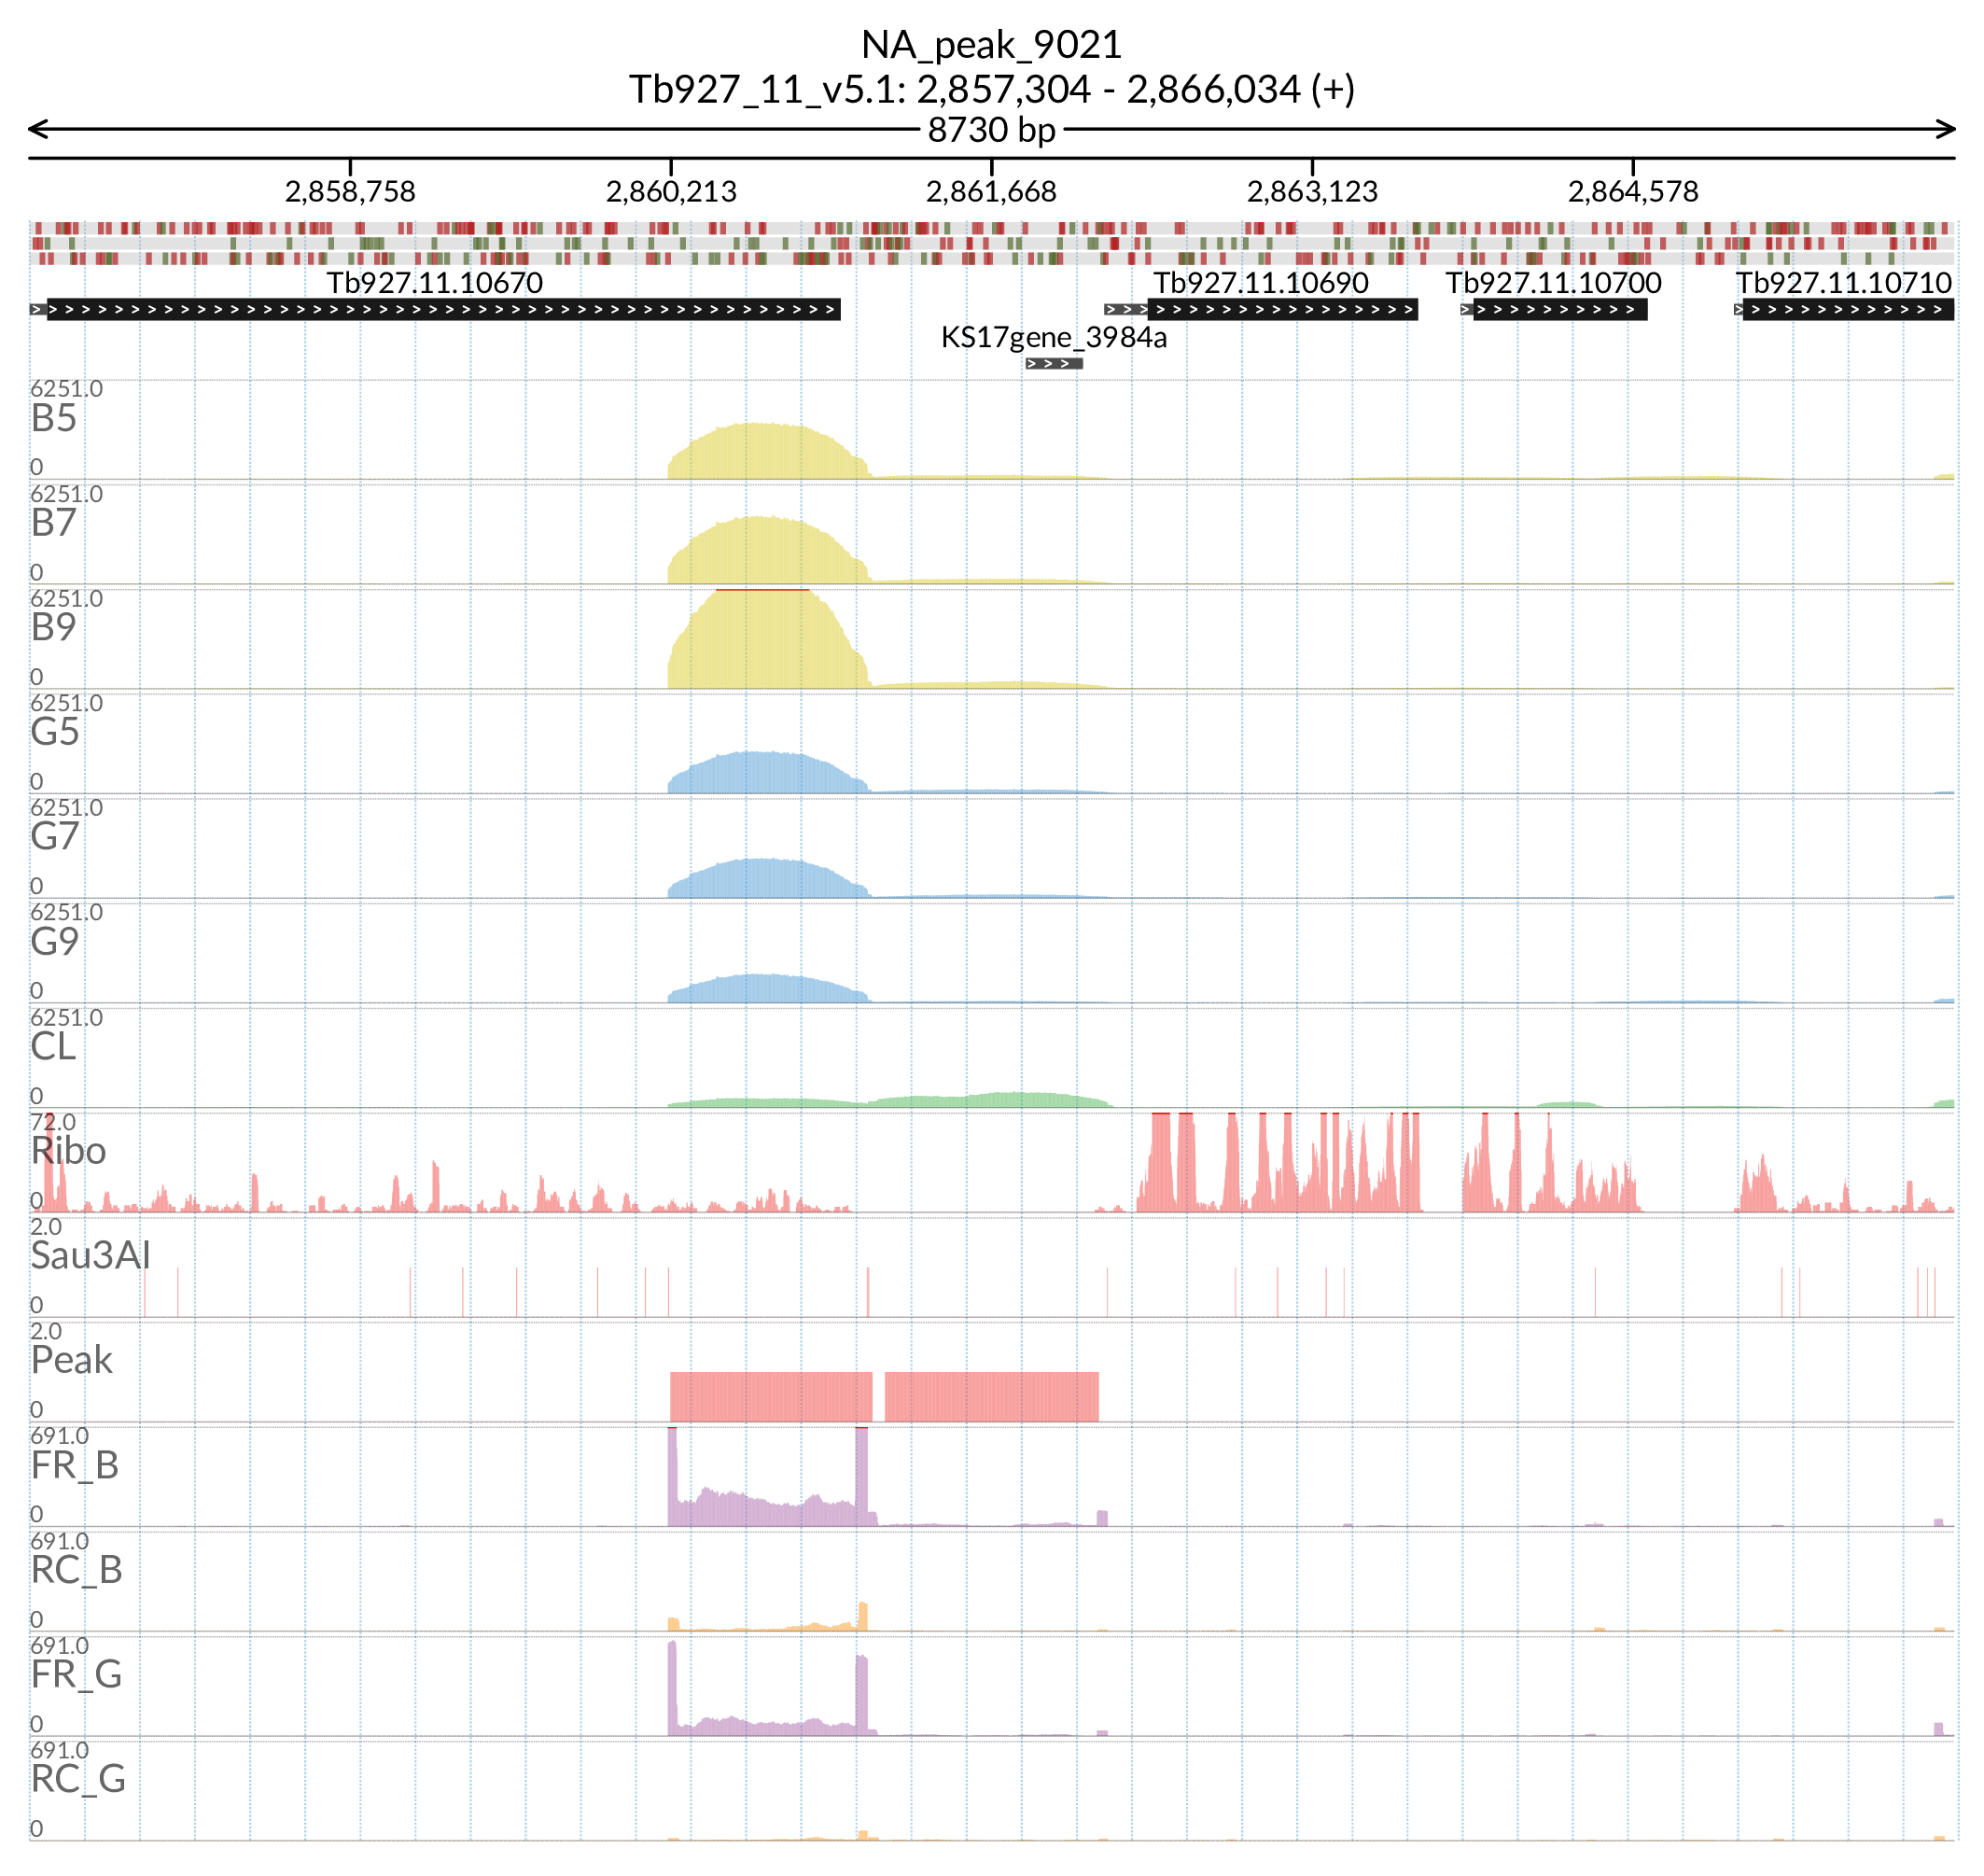 NA_peak_9021
Tb927_11_v5.1: 2,857,304 - 2,866,034 (+)
8730 bp
2,858,758 2,860,213 2,861,668 2,863,123 2,864,578
Tb927.11.10670 Tb927.11.10690 Tb927.11.10700 Tb927.11.10710
KS17gene_3984a
6251.0
B5
0
6251.0
B7
0
6251.0
B9
0
6251.0
G5
0
6251.0
G7
0
6251.0
G9
0
6251.0
CL
0
72.0
Ribo
0
2.0
Sau3AI
0
2.0
Peak
0
691.0
FR_B
0
691.0
RC_B
0
691.0
FR_G
0
691.0
RC_G
0